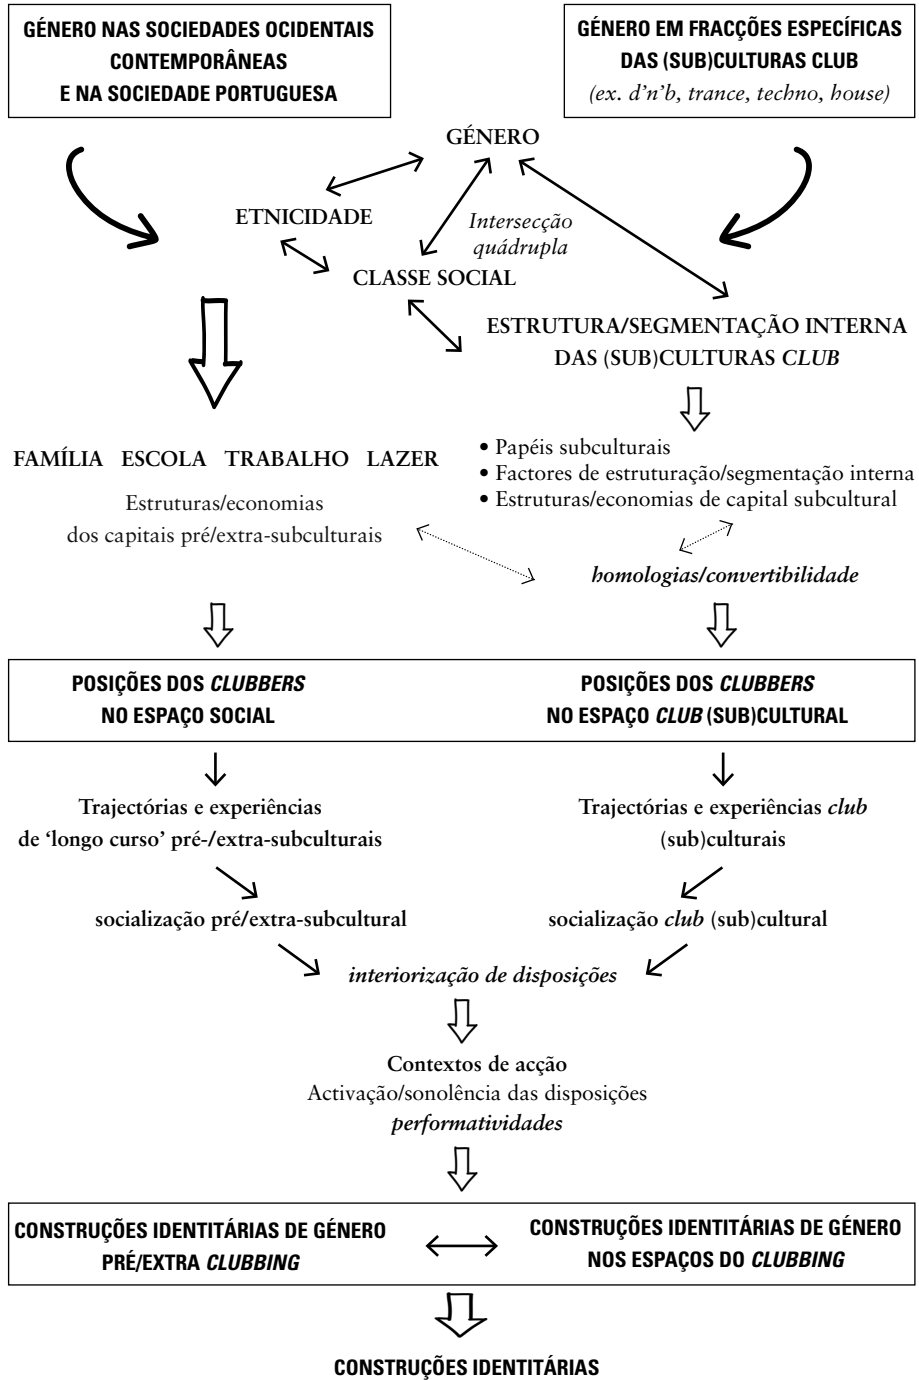 GÉNERO NAS SOCIEDADES OCIDENTAIS
CONTEMPORÂNEAS
E NA SOCIEDADE PORTUGUESA
GÉNERO EM FRACÇÕES ESPECÍFICAS
DAS (SUB)CULTURAS CLUB
(ex. d’n’b, trance, techno, house)
GÉNERO
ETNICIDADE
Intersecção
quádrupla
CLASSE SOCIAL
ESTRUTURA/SEGMENTAÇÃO INTERNA
DAS (SUB)CULTURAS CLUB
FAMÍLIA ESCOLA TRABALHO LAZER
Estruturas/economias
dos capitais pré/extra-subculturais
• Papéis subculturais
• Factores de estruturação/segmentação interna
• Estruturas/economias de capital subcultural
homologias/convertibilidade
POSIÇÕES DOS CLUBBERS
NO ESPAÇO SOCIAL
POSIÇÕES DOS CLUBBERS
NO ESPAÇO CLUB (SUB)CULTURAL
Trajectórias e experiências
de ‘longo curso’ pré-/extra-subculturais
Trajectórias e experiências club
(sub)culturais
socialização pré/extra-subcultural
socialização club (sub)cultural
interiorização de disposições
Contextos de acção
Activação/sonolência das disposições
performatividades
CONSTRUÇÕES IDENTITÁRIAS DE GÉNERO
PRÉ/EXTRA CLUBBING
CONSTRUÇÕES IDENTITÁRIAS DE GÉNERO
NOS ESPAÇOS DO CLUBBING
CONSTRUÇÕES IDENTITÁRIAS